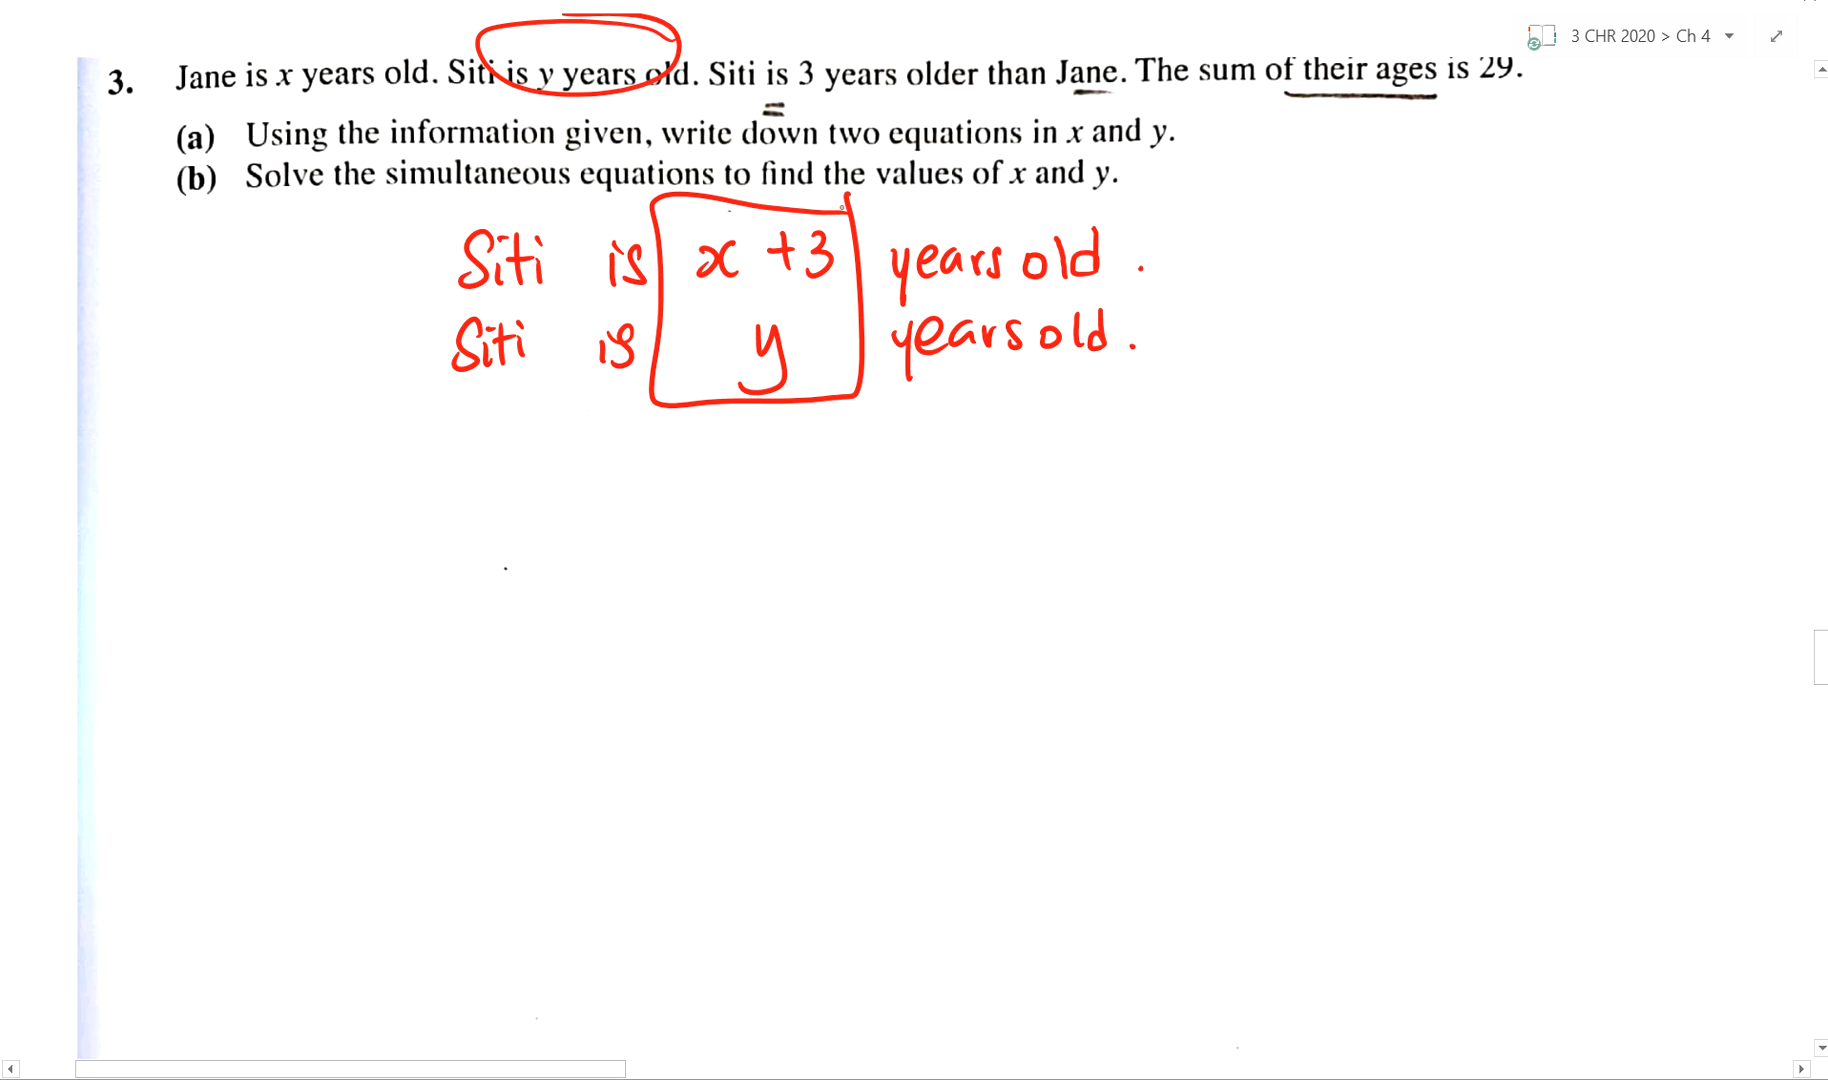 3 CHR 2020 > Ch 4
3. Jane is x years old. Siti is y years old. Siti is 3 years older than Jane. The sum of their ages is 29.
(a) Using the information given, write down two equations in x and y.
(b) Solve the simultaneous equations to find the values of x and y.
Siti is x +3 years old .
Siti is y years old .